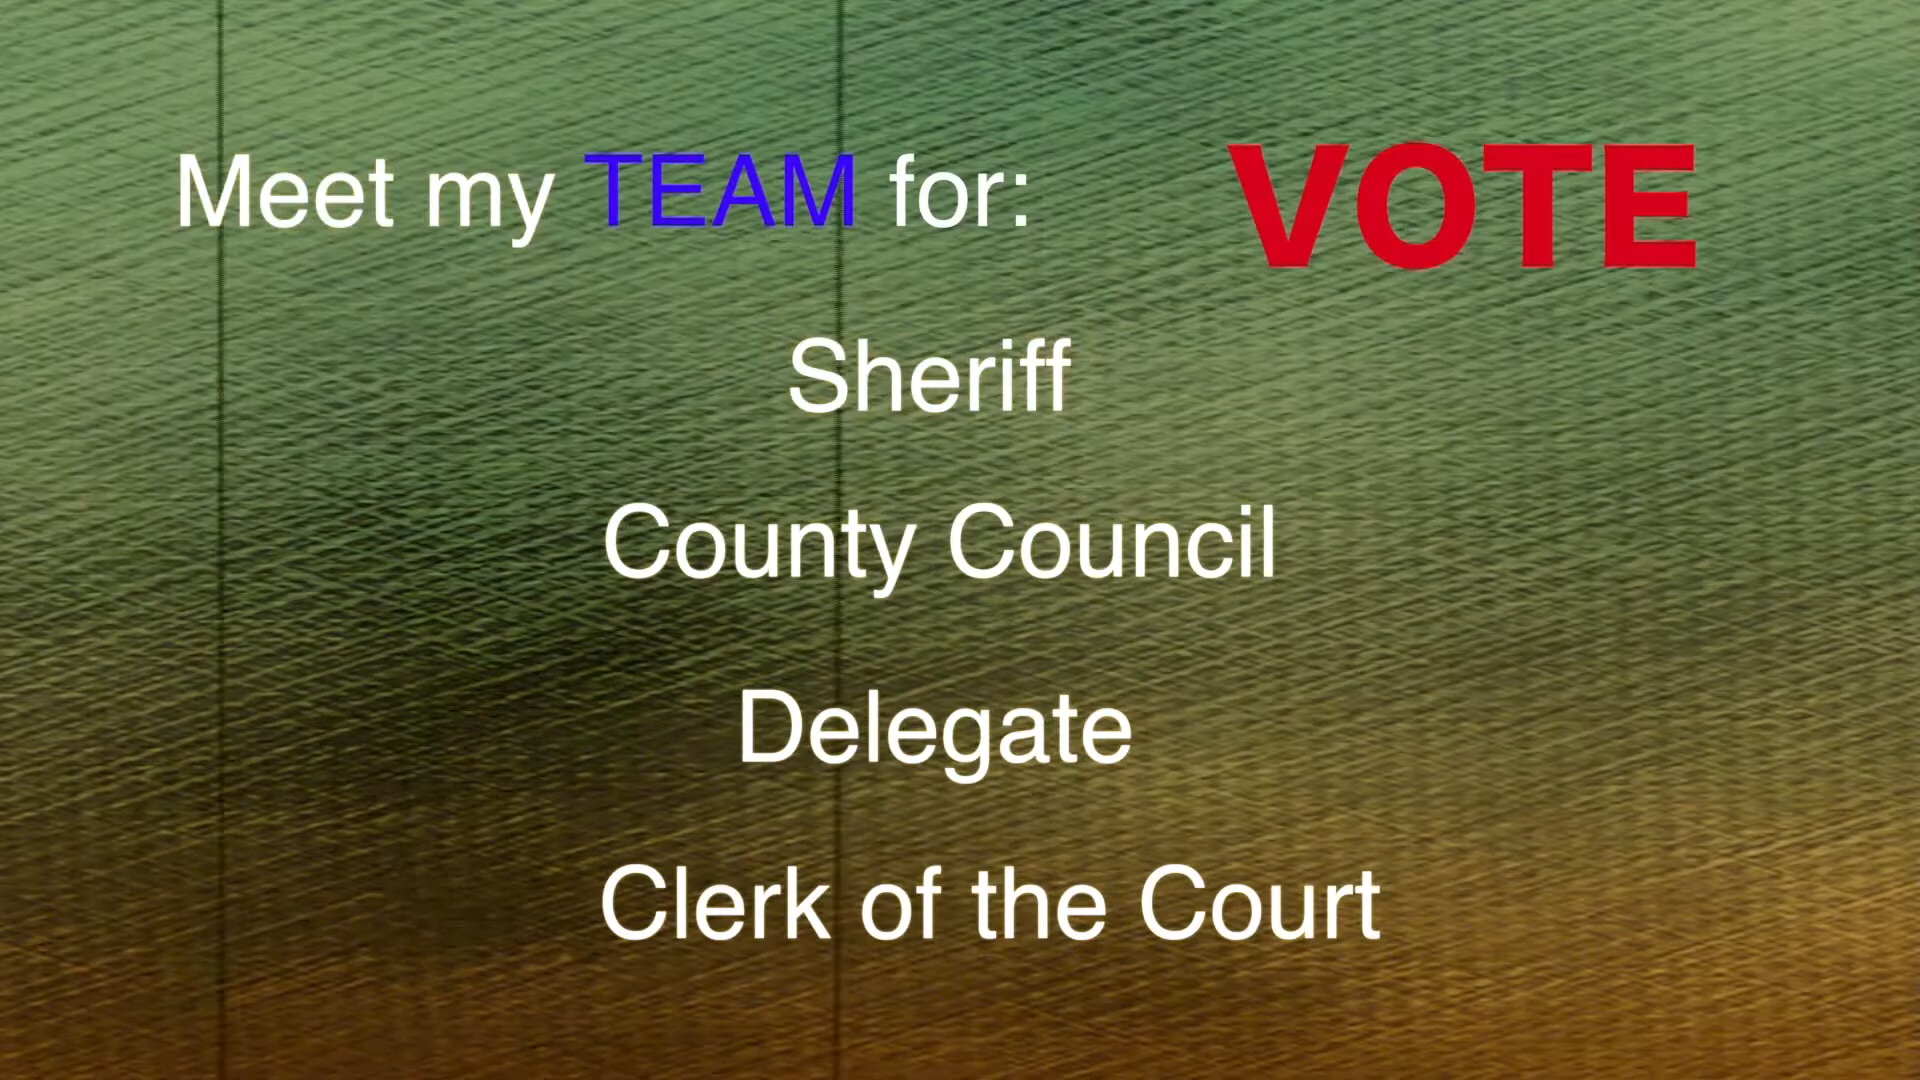 Meet my TEAM for:
VOTE
Sheriff
County Council
Delegate
Clerk of the Court